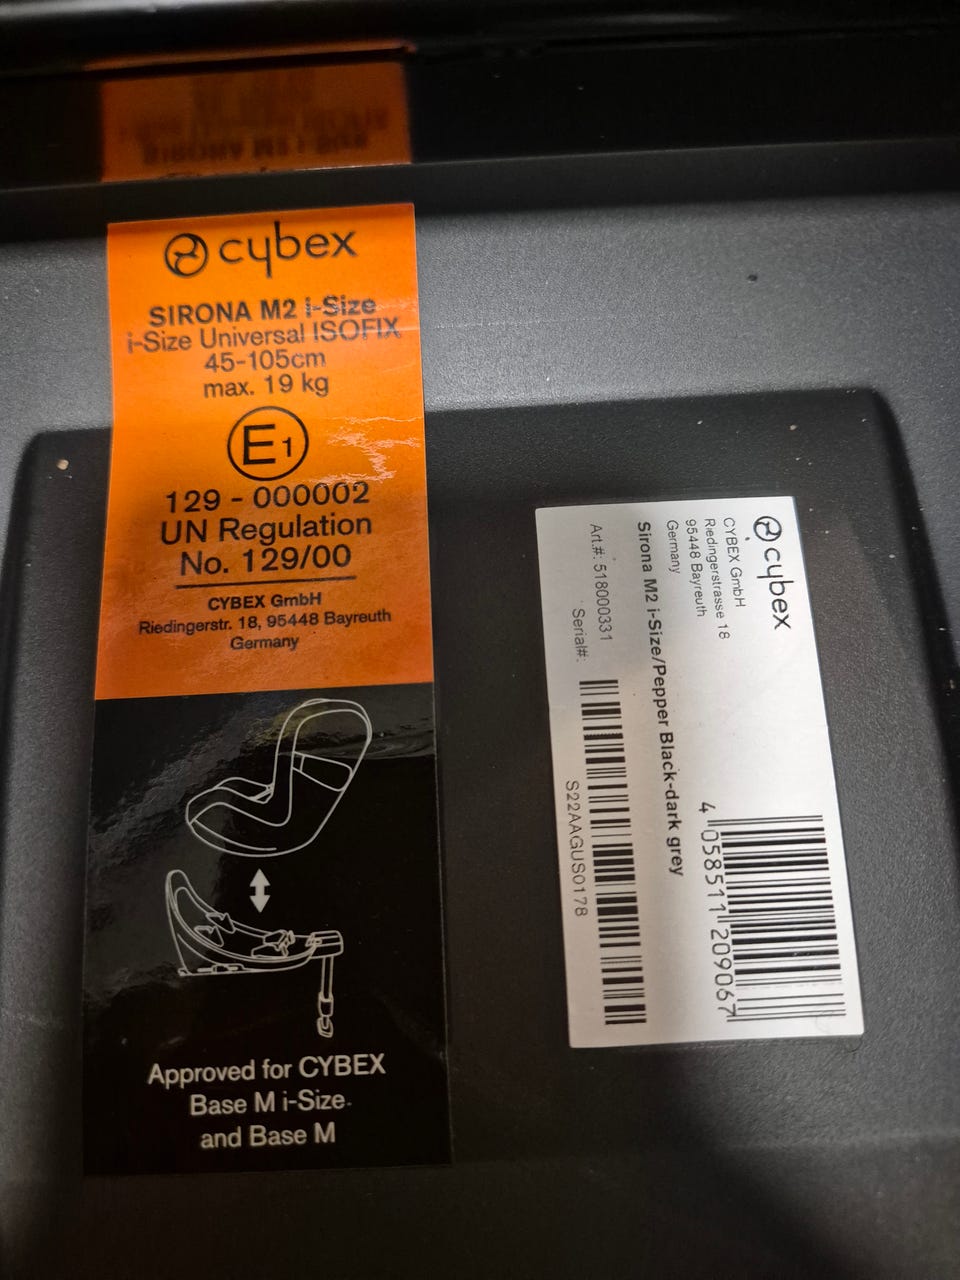 cybex
SIRONA M2 i-Size
i-Size Universal ISOFIX
45-105cm
max. 19 kg
E1
129 - 000002
UN Regulation
No. 129/00
CYBEX GmbH
Riedingerstr. 18, 95448 Bayreuth
Germany
Approved for CYBEX
Base M i-Size
and Base M
cybex
CYBEX GmbH
Riedingerstrasse 18
95448 Bayreuth
Germany
Sirona M2 i-Size/Pepper Black-dark grey
Art.#: 518000331
Serial#:
S22AAGUS0178
4 058511 209067